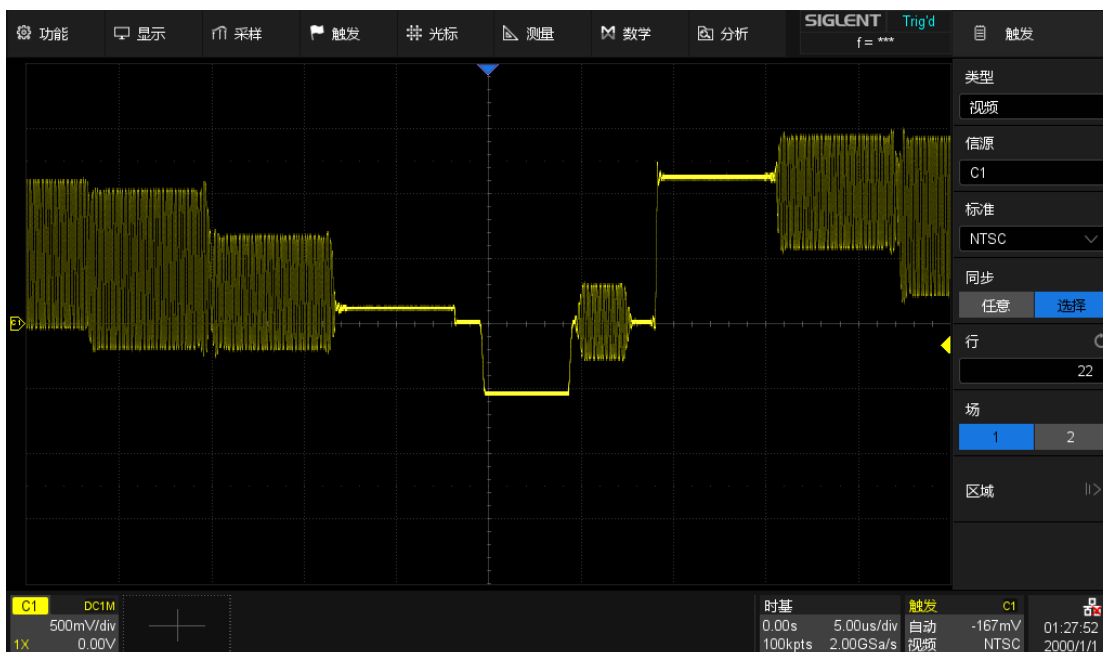 功能 显示 采样 触发 光标 测量 数学 分析 SIGLENT Trig'd 触发
f = ***
类型
视频
信源
C1
标准
NTSC
同步
任意 选择
行
22
场
1 2
区域
C1
C1 DC1M
500mV/div
1X 0.00V
时基
0.00s 5.00us/div
100kpts 2.00GSa/s
触发 C1
自动 -167mV
视频 NTSC
01:27:52
2000/1/1